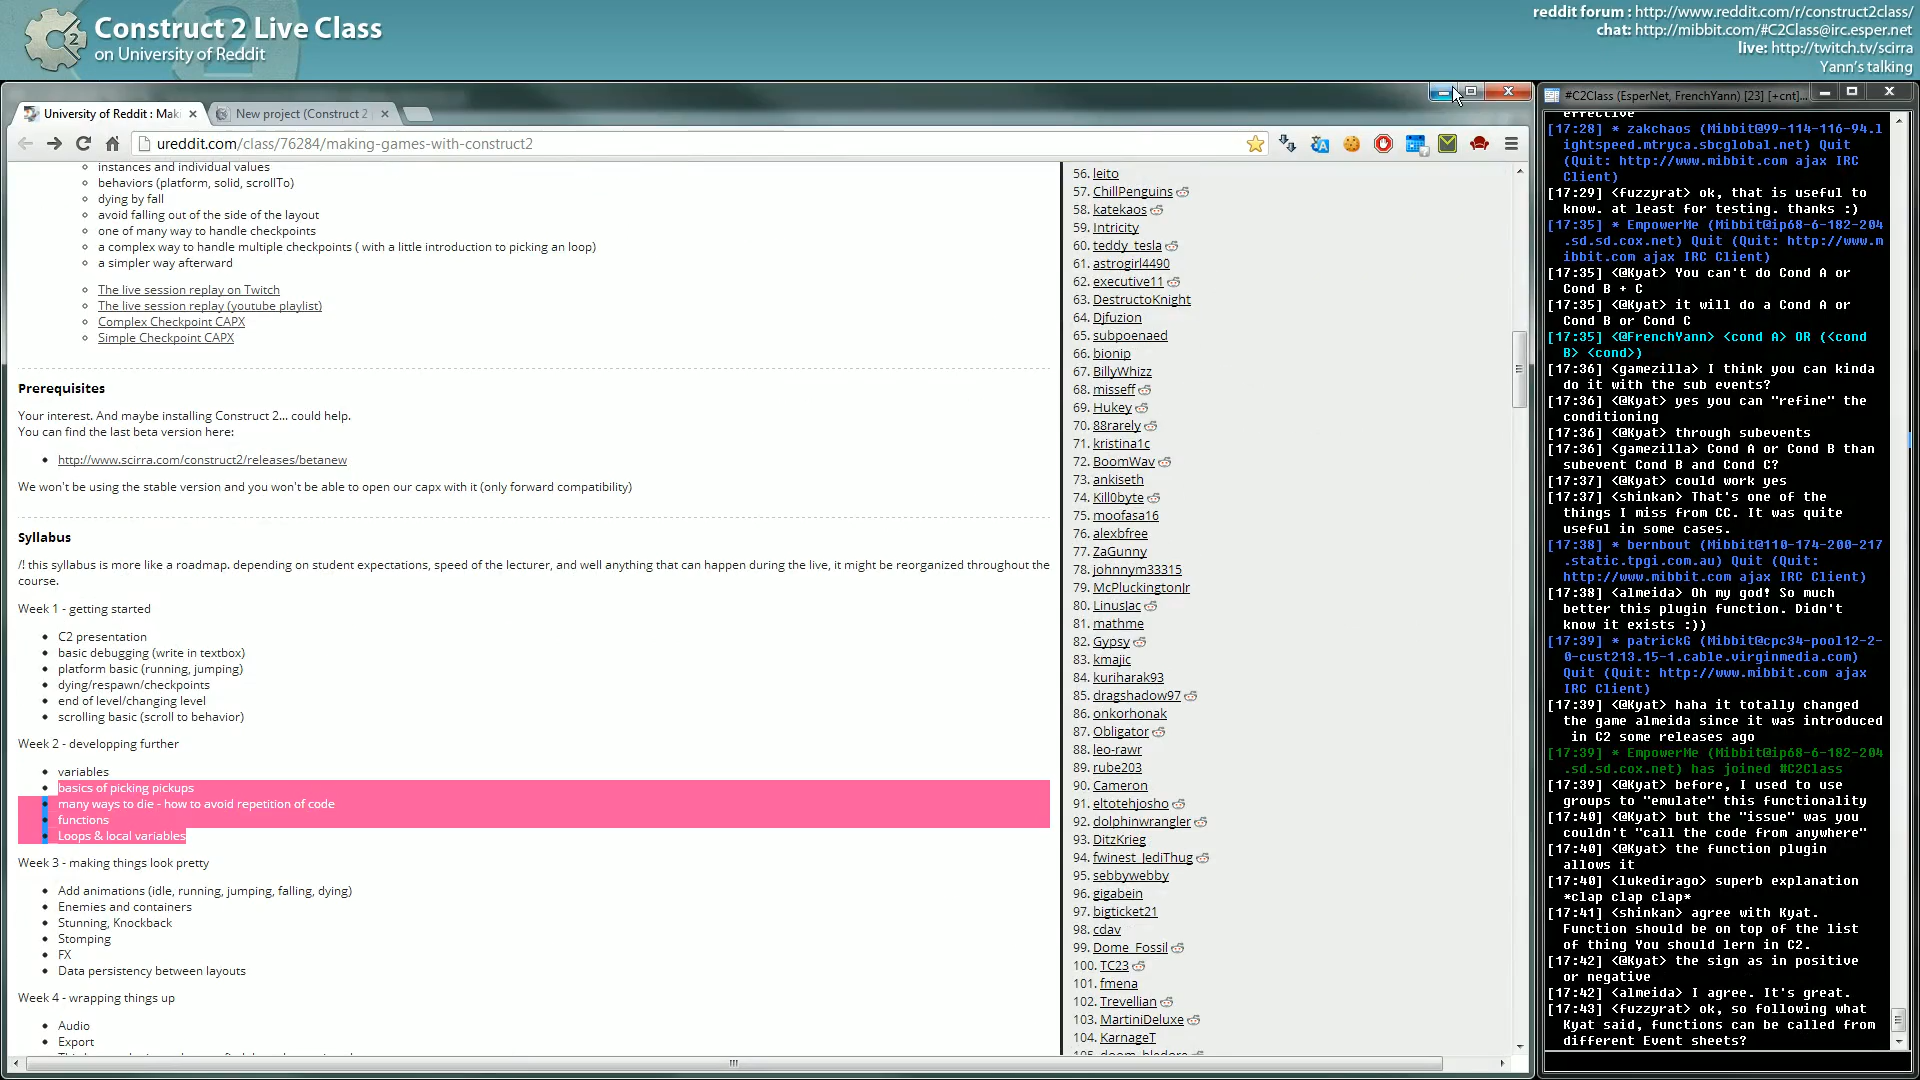 Construct 2 Live Class
on University of Reddit
reddit forum : http://www.reddit.com/r/construct2class/
chat: http://mibbit.com/#C2Class@irc.esper.net
live: http://twitch.tv/scirra
Yann's talking
University of Reddit : Mak
New project (Construct 2
ureddit.com/class/76284/making-games-with-construct2
instances and individual values
behaviors (platform, solid, scrollTo)
dying by fall
avoid falling out of the side of the layout
one of many way to handle checkpoints
a complex way to handle multiple checkpoints ( with a little introduction to picking an loop)
a simpler way afterward
The live session replay on Twitch
The live session replay (youtube playlist)
Complex Checkpoint CAPX
Simple Checkpoint CAPX
Prerequisites
Your interest. And maybe installing Construct 2... could help.
You can find the last beta version here:
http://www.scirra.com/construct2/releases/betanew
We won't be using the stable version and you won't be able to open our capx with it (only forward compatibility)
Syllabus
/! this syllabus is more like a roadmap. depending on student expectations, speed of the lecturer, and well anything that can happen during the live, it might be reorganized throughout the
course.
Week 1 - getting started
C2 presentation
basic debugging (write in textbox)
platform basic (running, jumping)
dying/respawn/checkpoints
end of level/changing level
scrolling basic (scroll to behavior)
Week 2 - developping further
variables
basics of picking pickups
many ways to die - how to avoid repetition of code
functions
Loops & local variables
Week 3 - making things look pretty
Add animations (idle, running, jumping, falling, dying)
Enemies and containers
Stunning, Knockback
Stomping
FX
Data persistency between layouts
Week 4 - wrapping things up
Audio
Export
56. leito
57. ChillPenguins
58. katekaos
59. Intricity
60. teddy_tesla
61. astrogirl4490
62. executive11
63. DestructoKnight
64. Djfuzion
65. subpoenaed
66. bionip
67. BillyWhizz
68. misseff
69. Hukey
70. 88rarely
71. kristina1c
72. BoomWav
73. ankiseth
74. Kill0byte
75. moofasa16
76. alexbfree
77. ZaGunny
78. johnnym33315
79. McPluckingtonJr
80. LinusJac
81. mathme
82. Gypsy
83. kmajic
84. kuriharak93
85. dragshadow97
86. onkorhonak
87. Obligator
88. leo-rawr
89. rube203
90. Cameron
91. eltotehjosho
92. dolphinwrangler
93. DitzKrieg
94. fwinest_JediThug
95. sebbywebby
96. gigabein
97. bigticket21
98. cdav
99. Dome_Fossil
100. TC23
101. fmena
102. Trevellian
103. MartiniDeluxe
104. KarnageT
#C2Class (EsperNet, FrenchYann) [23] [+cnt]...
effective
[17:28] * zakchaos (Mibbit@99-114-116-94.l
ightspeed.mtryca.sbcglobal.net) Quit
(Quit: http://www.mibbit.com ajax IRC
Client)
[17:29] <fuzzyrat> ok, that is useful to
know. at least for testing. thanks :)
[17:35] * EmpowerMe (Mibbit@ip68-6-182-204
.sd.sd.cox.net) Quit (Quit: http://www.m
ibbit.com ajax IRC Client)
[17:35] <@Kyat> You can't do Cond A or
Cond B + C
[17:35] <@Kyat> it will do a Cond A or
Cond B or Cond C
[17:35] <@FrenchYann> <cond A> OR (<cond
B> <cond>)
[17:36] <gamezilla> I think you can kinda
do it with the sub events?
[17:36] <@Kyat> yes you can "refine" the
conditioning
[17:36] <@Kyat> through subevents
[17:36] <gamezilla> Cond A or Cond B than
subevent Cond B and Cond C?
[17:37] <@Kyat> could work yes
[17:37] <shinkan> That's one of the
things I miss from CC. It was quite
useful in some cases.
[17:38] * bernbout (Mibbit@110-174-200-217
.static.tpgi.com.au) Quit (Quit:
http://www.mibbit.com ajax IRC Client)
[17:38] <almeida> Oh my god! So much
better this plugin function. Didn't
know it exists :))
[17:39] * patrickG (Mibbit@cpc34-pool12-2-
0-cust213.15-1.cable.virginmedia.com)
Quit (Quit: http://www.mibbit.com ajax
IRC Client)
[17:39] <@Kyat> haha it totally changed
the game almeida since it was introduced
in C2 some releases ago
[17:39] * EmpowerMe (Mibbit@ip68-6-182-204
.sd.sd.cox.net) has joined #C2Class
[17:39] <@Kyat> before, I used to use
groups to "emulate" this functionality
[17:40] <@Kyat> but the "issue" was you
couldn't "call the code from anywhere"
[17:40] <@Kyat> the function plugin
allows it
[17:40] <lukedirago> superb explanation
*clap clap clap*
[17:41] <shinkan> agree with Kyat.
Function should be on top of the list
of thing You should lern in C2.
[17:42] <@Kyat> the sign as in positive
or negative
[17:42] <almeida> I agree. It's great.
[17:43] <fuzzyrat> ok, so following what
Kyat said, functions can be called from
different Event sheets?